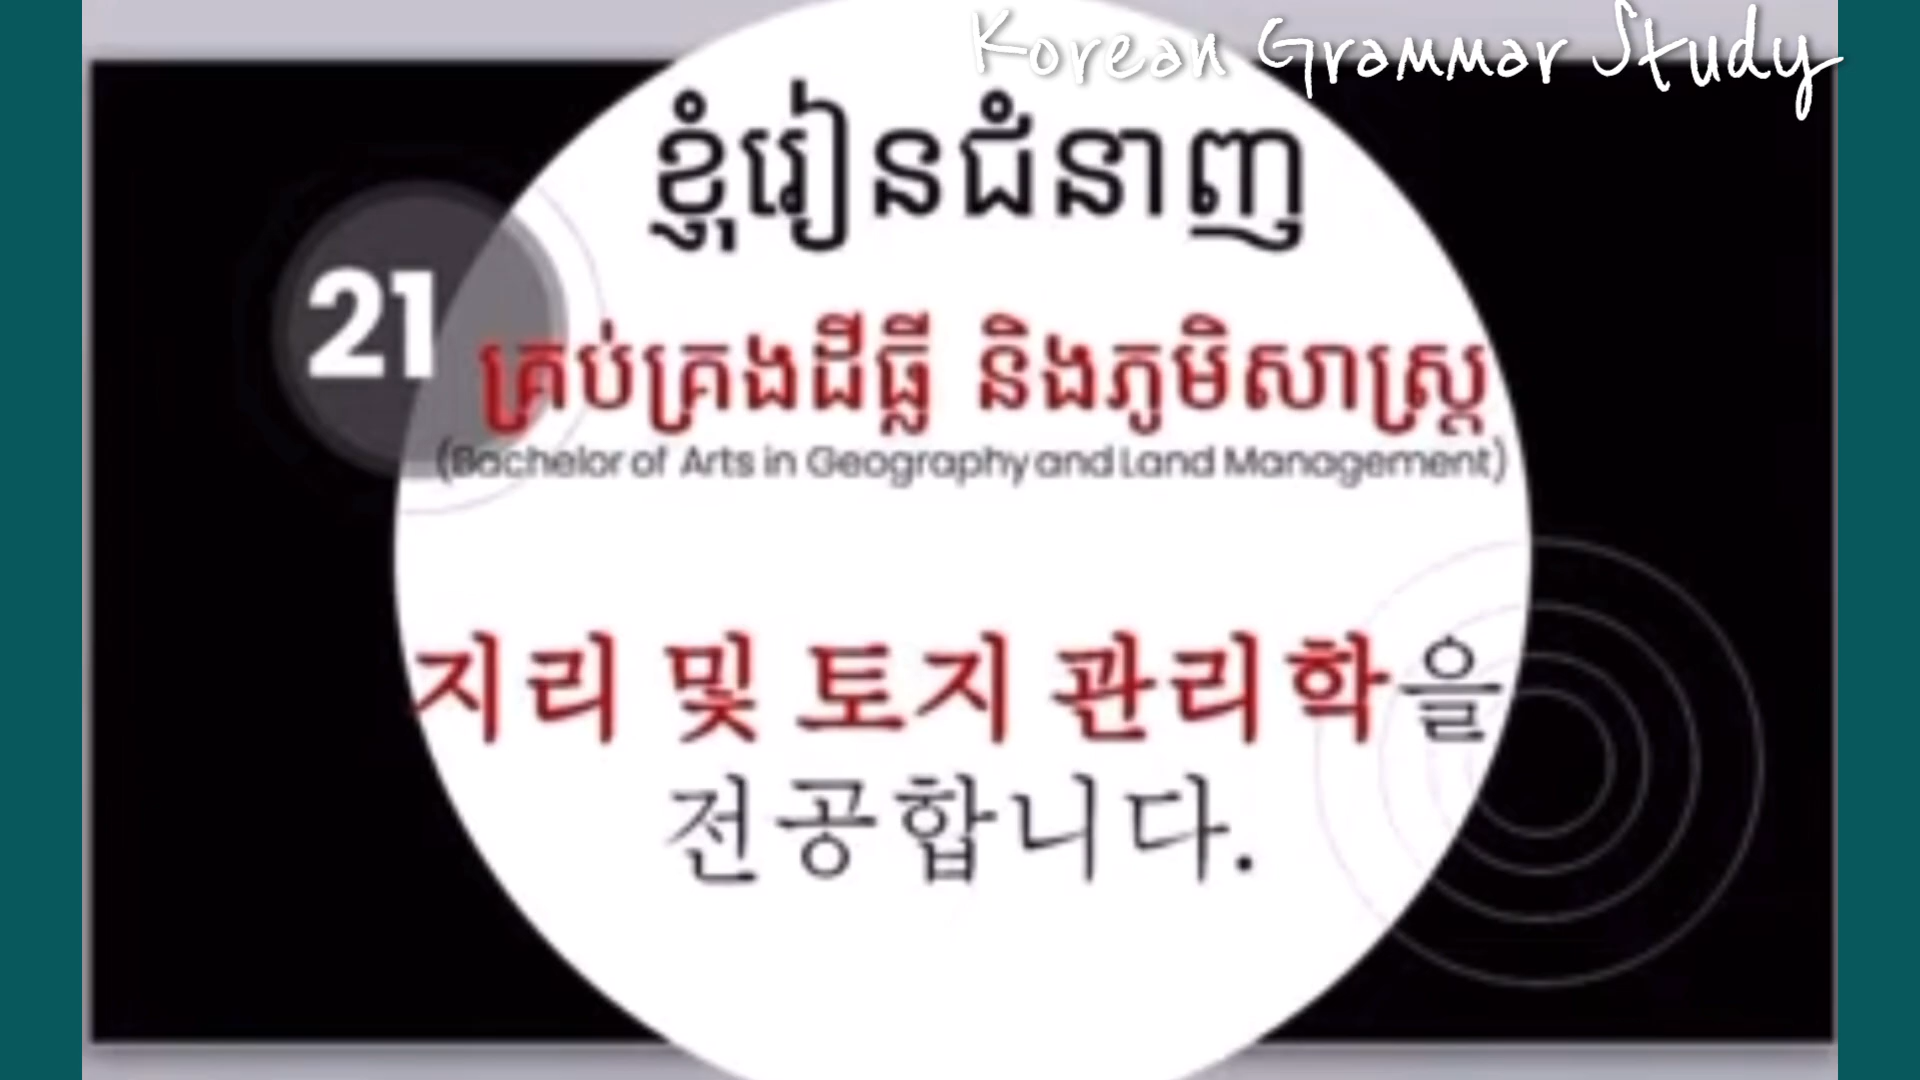 Korean Grammar Study
ខ្ញុំរៀនជំនាញ
21
គ្រប់គ្រងដីធ្លី និងភូមិសាស្ត្រ
(Bachelor of Arts in Geography and Land Management)
지리 및 토지 관리학을
전공합니다.